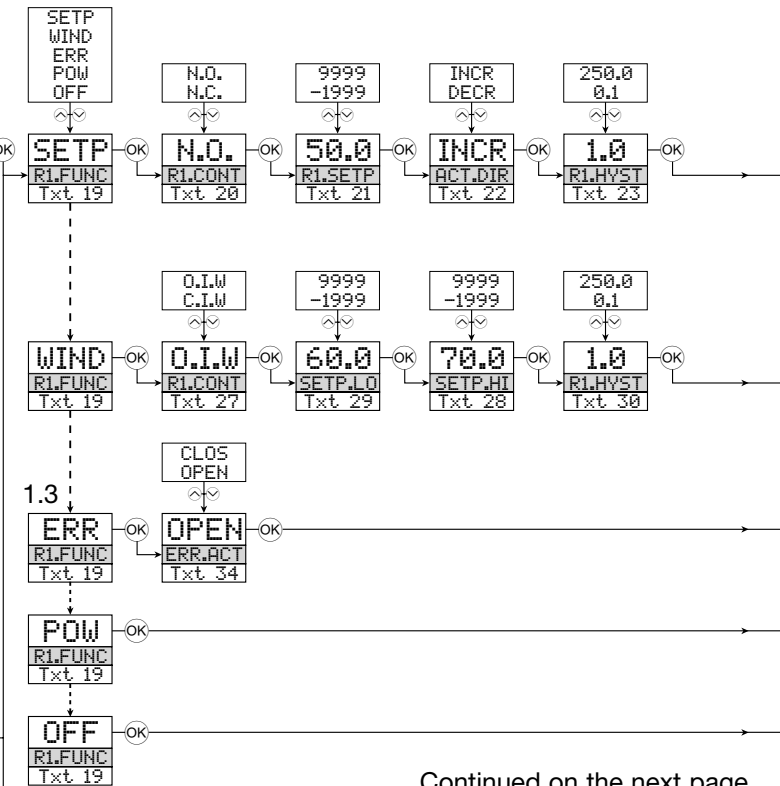 SETP
WIND
ERR
POW
OFF
N.O.
N.C.
9999
-1999
INCR
DECR
250.0
0.1
OK SETP OK N.O. OK 50.0 OK INCR OK 1.0 OK
R1.FUNC R1.CONT R1.SETP ACT.DIR R1.HYST
Txt 19 Txt 20 Txt 21 Txt 22 Txt 23
O.I.W
C.I.W
9999
-1999
9999
-1999
250.0
0.1
WIND OK O.I.W OK 60.0 OK 70.0 OK 1.0 OK
R1.FUNC R1.CONT SETP.LO SETP.HI R1.HYST
Txt 19 Txt 27 Txt 29 Txt 28 Txt 30
CLOS
OPEN
1.3
ERR OK OPEN OK
R1.FUNC ERR.ACT
Txt 19 Txt 34
POW OK
R1.FUNC
Txt 19
OFF OK
R1.FUNC
Txt 19
Continued on the next page